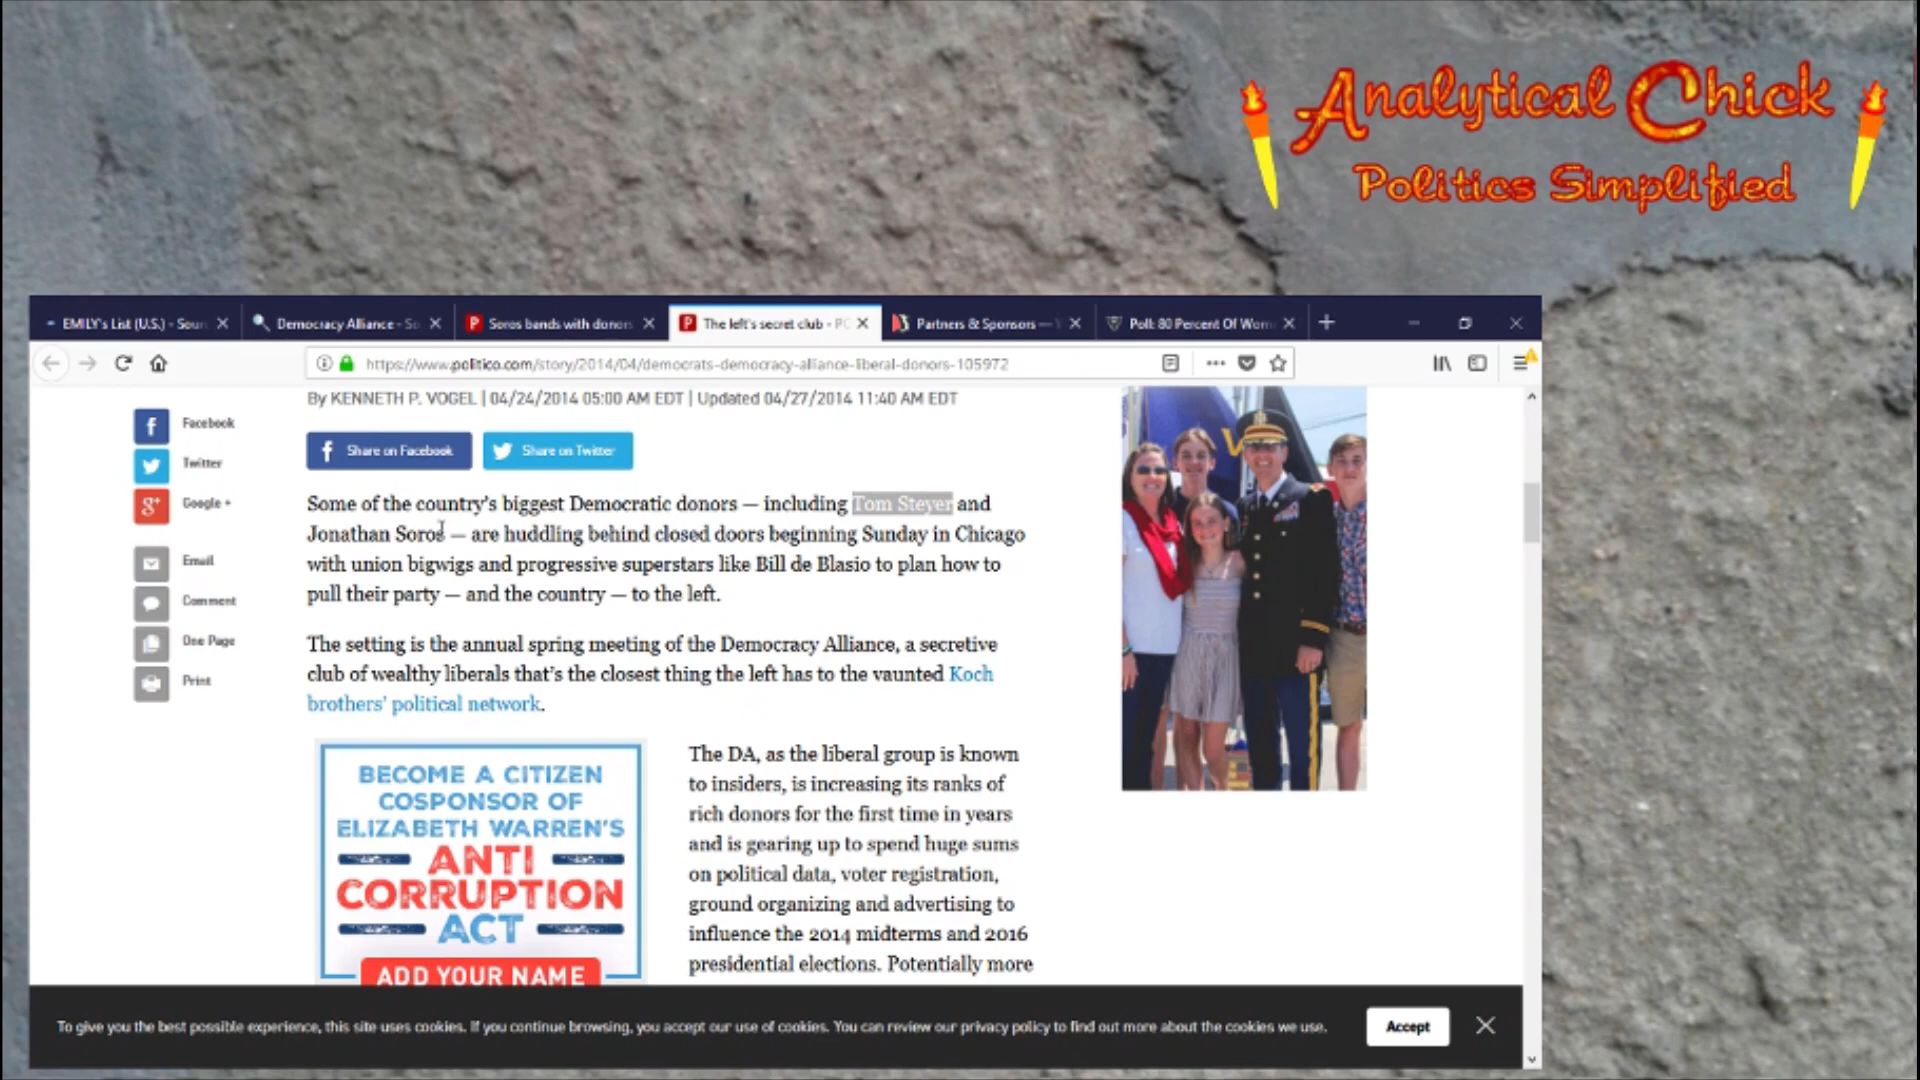 Analytical Chick
Politics Simplified
EMILY's List (U.S.) - Sour
Democracy Alliance - So
Soros bands with donors
The left's secret club - PO
Partners & Sponsors —
Poll: 80 Percent Of Wom
https://www.politico.com/story/2014/04/democrats-democracy-alliance-liberal-donors-105972
By KENNETH P. VOGEL | 04/24/2014 05:00 AM EDT | Updated 04/27/2014 11:40 AM EDT
Facebook
Twitter
Google +
Email
Comment
One Page
Print
Share on Facebook
Share on Twitter
Some of the country's biggest Democratic donors — including Tom Steyer and
Jonathan Soros — are huddling behind closed doors beginning Sunday in Chicago
with union bigwigs and progressive superstars like Bill de Blasio to plan how to
pull their party — and the country — to the left.
The setting is the annual spring meeting of the Democracy Alliance, a secretive
club of wealthy liberals that's the closest thing the left has to the vaunted Koch
brothers' political network.
BECOME A CITIZEN
COSPONSOR OF
ELIZABETH WARREN'S
ANTI
CORRUPTION
ACT
ADD YOUR NAME
The DA, as the liberal group is known
to insiders, is increasing its ranks of
rich donors for the first time in years
and is gearing up to spend huge sums
on political data, voter registration,
ground organizing and advertising to
influence the 2014 midterms and 2016
presidential elections. Potentially more
To give you the best possible experience, this site uses cookies. If you continue browsing, you accept our use of cookies. You can review our privacy policy to find out more about the cookies we use.
Accept